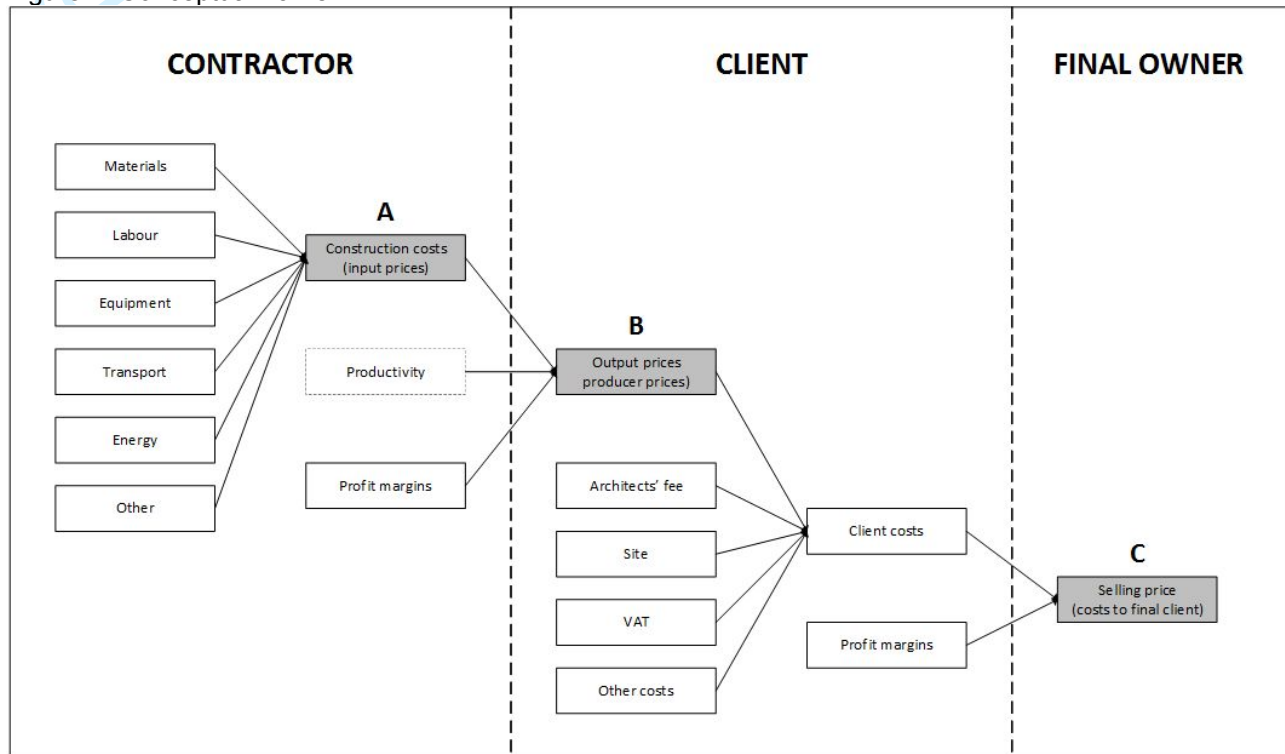 CONTRACTOR
CLIENT
FINAL OWNER
Materials
Labour
Equipment
Transport
Energy
Other
A
Construction costs
(input prices)
Productivity
Profit margins
B
Output prices
producer prices)
Architects' fee
Site
VAT
Other costs
Client costs
Profit margins
C
Selling price
(costs to final client)